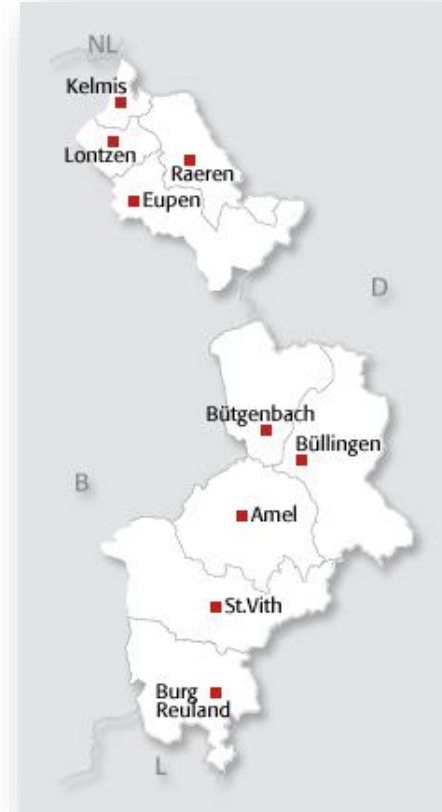 NL
Kelmis
Lontzen
Raeren
Eupen
D
Bütgenbach
Büllingen
B
Amel
St.Vith
Burg
Reuland
L